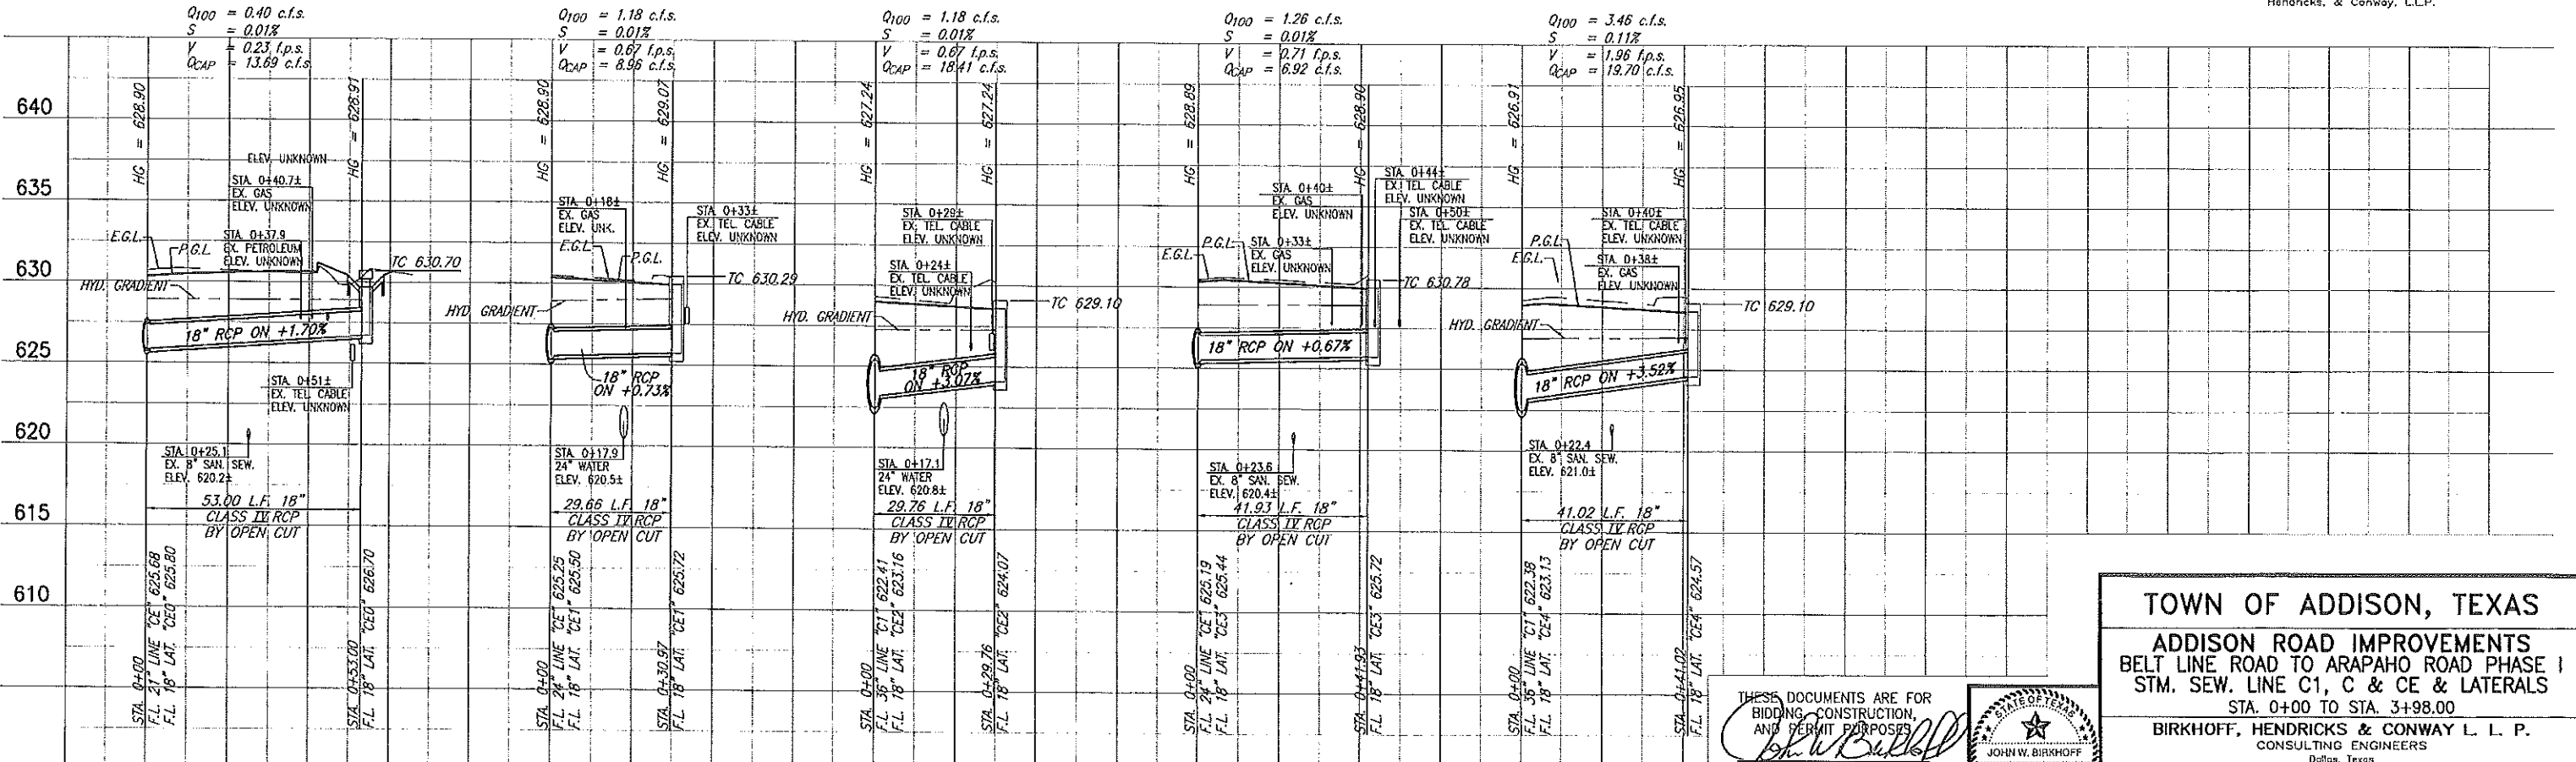 Hendricks, & Conway, L.L.P.
Q100 = 0.40 c.f.s.
S = 0.01%
V = 0.23 f.p.s.
QCAP = 13.69 c.f.s.
Q100 = 1.18 c.f.s.
S = 0.01%
V = 0.67 f.p.s.
QCAP = 8.96 c.f.s.
Q100 = 1.18 c.f.s.
S = 0.01%
V = 0.67 f.p.s.
QCAP = 18.41 c.f.s.
Q100 = 1.26 c.f.s.
S = 0.01%
V = 0.71 f.p.s.
QCAP = 6.92 c.f.s.
Q100 = 3.46 c.f.s.
S = 0.11%
V = 1.96 f.p.s.
QCAP = 19.70 c.f.s.
640
635
630
625
620
615
610
HG = 628.90
HG = 628.91
ELEV. UNKNOWN
STA. 0+40.7±
EX. GAS
ELEV. UNKNOWN
STA. 0+37.9
EX. PETROLEUM
ELEV. UNKNOWN
E.G.L.
P.G.L.
TC 630.70
HYD. GRADIENT
18" RCP ON +1.70%
STA. 0+51±
EX. TEL. CABLE
ELEV. UNKNOWN
STA. 0+25.1
EX. 8" SAN. SEW.
ELEV. 620.2±
53.00 L.F. 18"
CLASS IV RCP
BY OPEN CUT
STA. 0+00
F.L. 21" LINE "CE" 625.68
F.L. 18" LAT. "CE0" 625.80
STA. 0+53.00
F.L. 18" LAT. "CE0" 626.70
HG = 628.90
HG = 629.07
STA. 0+18±
EX. GAS
ELEV. UNK.
E.G.L.
P.G.L.
STA. 0+33±
EX. TEL. CABLE
ELEV. UNKNOWN
TC 630.29
HYD. GRADIENT
18" RCP
ON +0.73%
STA. 0+17.9
24" WATER
ELEV. 620.5±
29.66 L.F. 18"
CLASS IV RCP
BY OPEN CUT
STA. 0+00
F.L. 24" LINE "CE" 625.25
F.L. 18" LAT. "CE1" 625.50
STA. 0+30.97
F.L. 18" LAT. "CE1" 625.72
HG = 627.24
HG = 627.24
STA. 0+29±
EX. TEL. CABLE
ELEV. UNKNOWN
STA. 0+24±
EX. TEL. CABLE
ELEV. UNKNOWN
TC 629.10
HYD. GRADIENT
18" RCP
ON +3.07%
STA. 0+17.1
24" WATER
ELEV. 620.8±
29.76 L.F. 18"
CLASS IV RCP
BY OPEN CUT
STA. 0+00
F.L. 36" LINE "C1" 622.41
F.L. 18" LAT. "CE2" 623.16
STA. 0+29.76
F.L. 18" LAT. "CE2" 624.07
HG = 628.89
HG = 628.90
STA. 0+40±
EX. GAS
ELEV. UNKNOWN
STA. 0+44±
EX. TEL. CABLE
ELEV. UNKNOWN
STA. 0+50±
EX. TEL. CABLE
ELEV. UNKNOWN
P.G.L.
STA. 0+33±
EX. GAS
ELEV. UNKNOWN
E.G.L.
TC 630.78
18" RCP ON +0.67%
STA. 0+23.6
EX. 8" SAN. SEW.
ELEV. 620.4±
41.93 L.F. 18"
CLASS IV RCP
BY OPEN CUT
STA. 0+00
F.L. 24" LINE "CE" 625.19
F.L. 18" LAT. "CE3" 625.44
STA. 0+41.93
F.L. 18" LAT. "CE3" 625.72
HG = 626.91
HG = 626.95
STA. 0+40±
EX. TEL. CABLE
ELEV. UNKNOWN
P.G.L.
E.G.L.
STA. 0+38±
EX. GAS
ELEV. UNKNOWN
TC 629.10
HYD. GRADIENT
18" RCP ON +3.52%
STA. 0+22.4
EX. 8" SAN. SEW.
ELEV. 621.0±
41.02 L.F. 18"
CLASS IV RCP
BY OPEN CUT
STA. 0+00
F.L. 36" LINE "C1" 622.38
F.L. 18" LAT. "CE4" 623.13
STA. 0+41.02
F.L. 18" LAT. "CE4" 624.57
THESE DOCUMENTS ARE FOR
BIDDING, CONSTRUCTION,
AND PERMIT PURPOSES
John W Birkhoff
STATE OF TEXAS
JOHN W. BIRKHOFF
TOWN OF ADDISON, TEXAS
ADDISON ROAD IMPROVEMENTS
BELT LINE ROAD TO ARAPAHO ROAD PHASE I
STM. SEW. LINE C1, C & CE & LATERALS
STA. 0+00 TO STA. 3+98.00
BIRKHOFF, HENDRICKS & CONWAY L. L. P.
CONSULTING ENGINEERS
Dallas, Texas